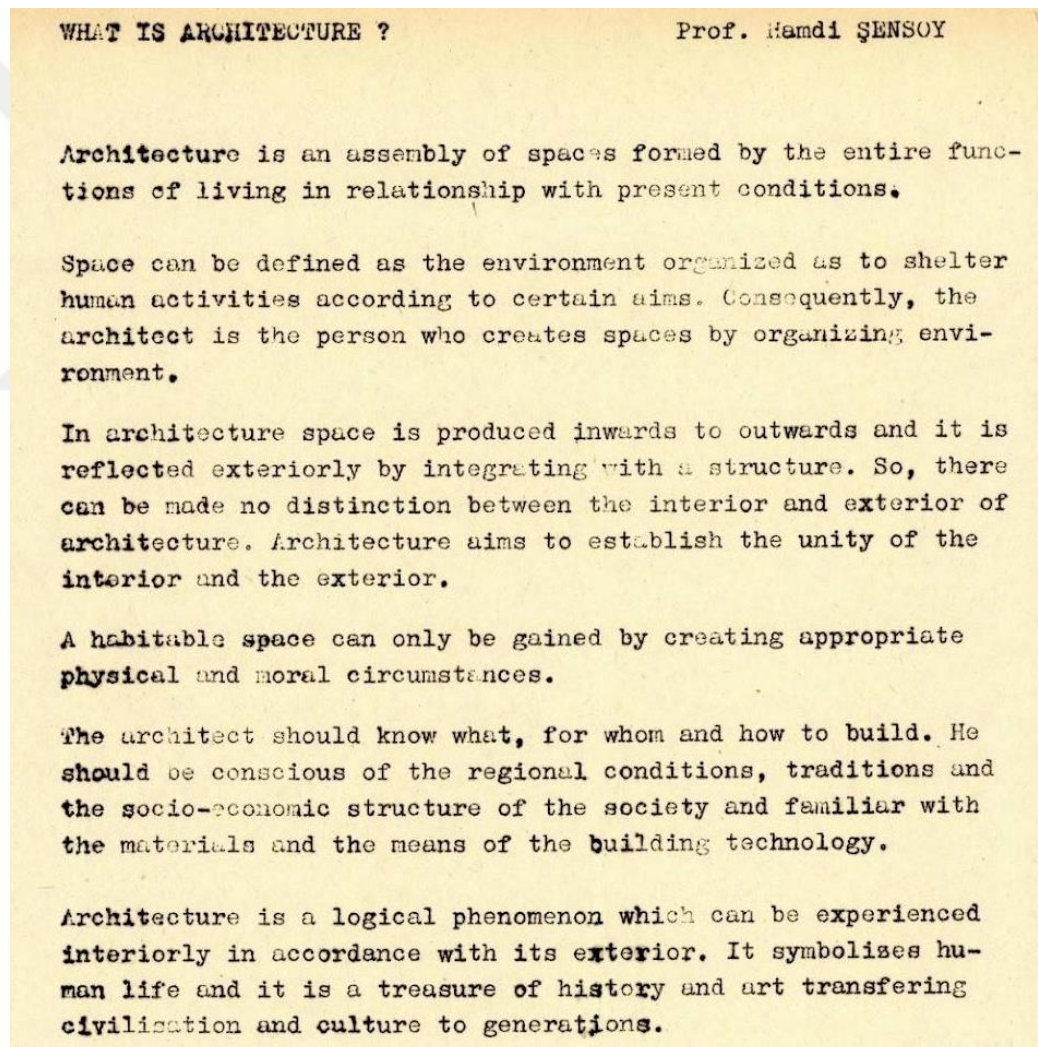 WHAT IS ARCHITECTURE ? Prof. Hamdi ŞENSOY
Architecture is an assembly of spaces formed by the entire func-
tions of living in relationship with present conditions.
Space can be defined as the environment organized as to shelter
human activities according to certain aims. Consequently, the
architect is the person who creates spaces by organizing envi-
ronment.
In architecture space is produced inwards to outwards and it is
reflected exteriorly by integrating with a structure. So, there
can be made no distinction between the interior and exterior of
architecture. Architecture aims to establish the unity of the
interior and the exterior.
A habitable space can only be gained by creating appropriate
physical and moral circumstances.
The architect should know what, for whom and how to build. He
should be conscious of the regional conditions, traditions and
the socio-economic structure of the society and familiar with
the materials and the means of the building technology.
Architecture is a logical phenomenon which can be experienced
interiorly in accordance with its exterior. It symbolizes hu-
man life and it is a treasure of history and art transfering
civilization and culture to generations.